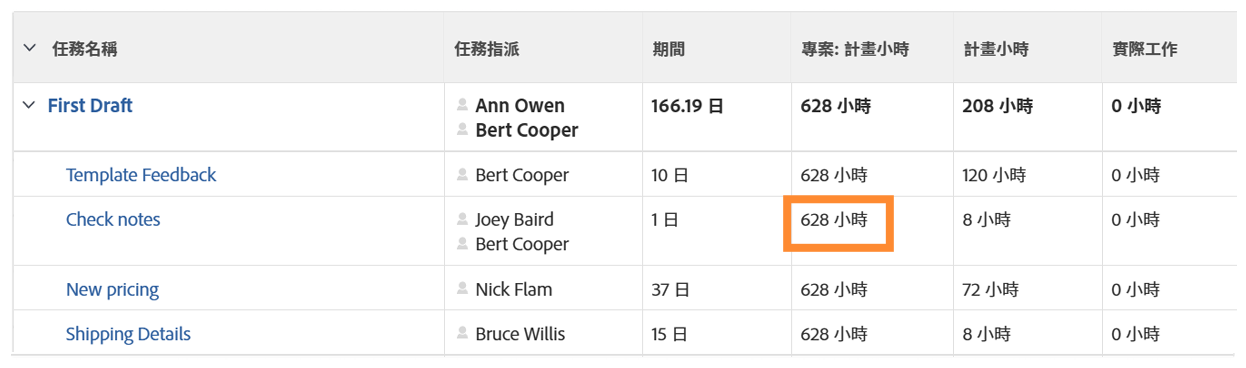 任務名稱 任務指派 期間 專案: 計畫小時 計畫小時 實際工作
First Draft Ann Owen 166.19 日 628 小時 208 小時 0 小時
Bert Cooper
Template Feedback Bert Cooper 10 日 628 小時 120 小時 0 小時
Check notes Joey Baird 1 日 628 小時 8 小時 0 小時
Bert Cooper
New pricing Nick Flam 37 日 628 小時 72 小時 0 小時
Shipping Details Bruce Willis 15 日 628 小時 8 小時 0 小時